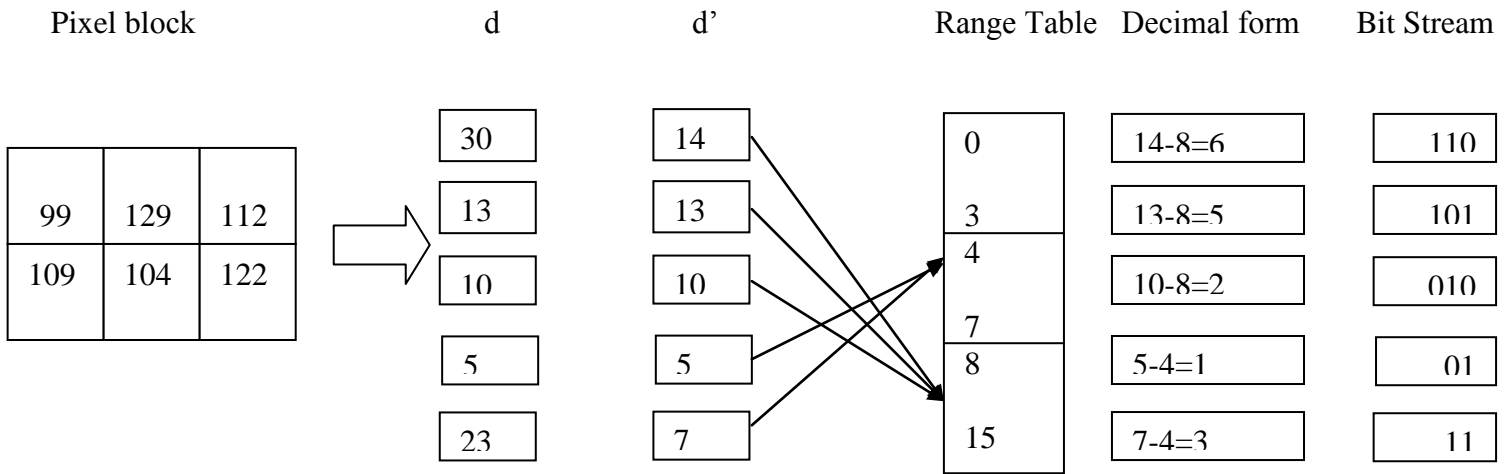 Pixel block d d’ Range Table Decimal form Bit Stream
30 14 0 14-8=6 110
99 129 112
13 13 3 13-8=5 101
109 104 122
10 10 4 10-8=2 010
7
5 5 8 5-4=1 01
23 7 15 7-4=3 11